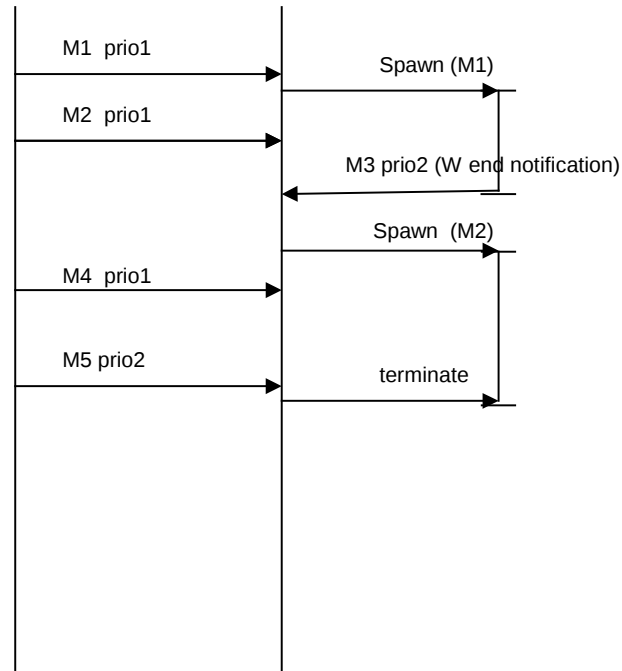 M1 prio1
Spawn (M1)
M2 prio1
M3 prio2 (W end notification)
Spawn (M2)
M4 prio1
M5 prio2
terminate